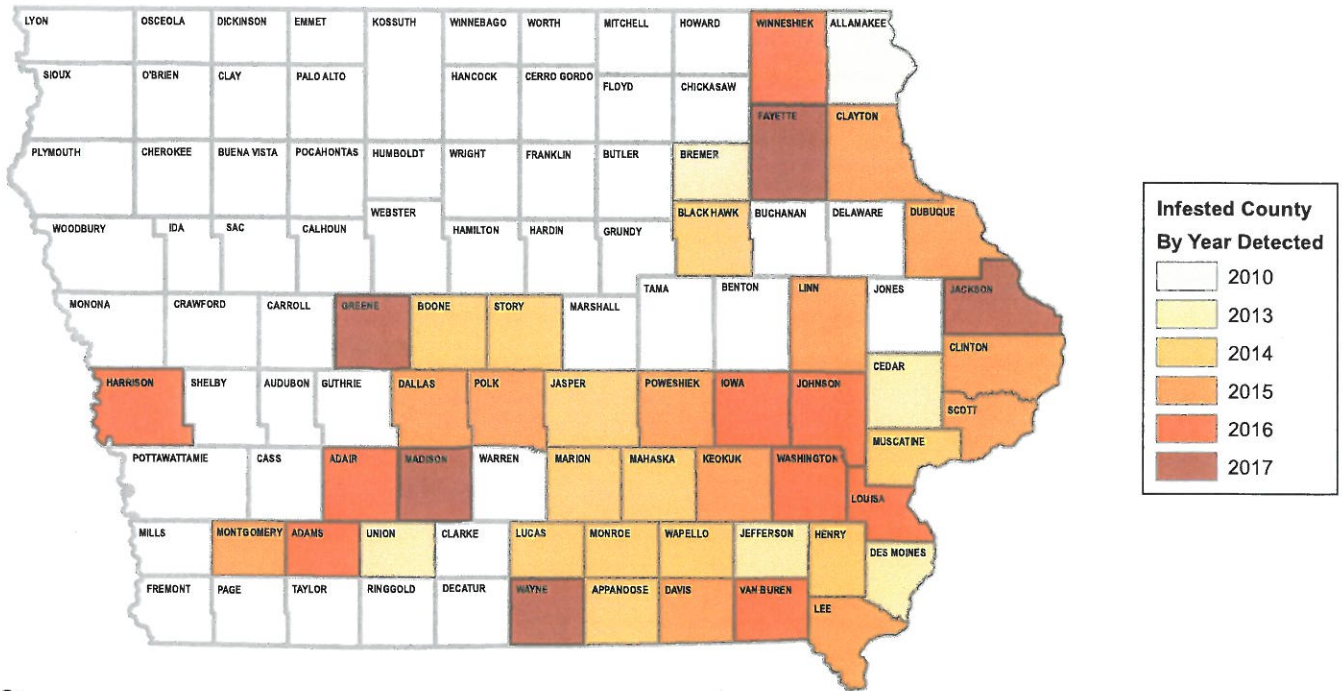 LYON OSCEOLA DICKINSON EMMET KOSSUTH WINNEBAGO WORTH MITCHELL HOWARD WINNESHIEK ALLAMAKEE
SIOUX O'BRIEN CLAY PALO ALTO HANCOCK CERRO GORDO FLOYD CHICKASAW
FAYETTE CLAYTON
PLYMOUTH CHEROKEE BUENA VISTA POCAHONTAS HUMBOLDT WRIGHT FRANKLIN BUTLER BREMER
WEBSTER BLACK HAWK BUCHANAN DELAWARE DUBUQUE
WOODBURY IDA SAC CALHOUN HAMILTON HARDIN GRUNDY
TAMA BENTON LINN JONES JACKSON
MONONA CRAWFORD CARROLL GREENE BOONE STORY MARSHALL
CLINTON
CEDAR
HARRISON SHELBY AUDUBON GUTHRIE DALLAS POLK JASPER POWESHIEK IOWA JOHNSON
SCOTT
MUSCATINE
POTTAWATTAMIE CASS ADAIR MADISON WARREN MARION MAHASKA KEOKUK WASHINGTON
LOUISA
MILLS MONTGOMERY ADAMS UNION CLARKE LUCAS MONROE WAPELLO JEFFERSON HENRY
DES MOINES
FREMONT PAGE TAYLOR RINGGOLD DECATUR WAYNE APPANOOSE DAVIS VAN BUREN
LEE
Infested County
By Year Detected
2010
2013
2014
2015
2016
2017